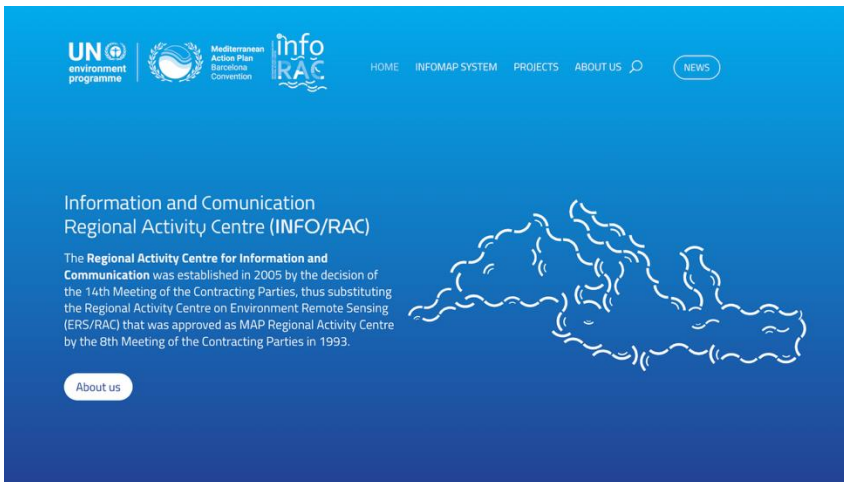 UN
environment
programme
Mediterranean
Action Plan
Barcelona
Convention
info
RAC
HOME INFOMAP SYSTEM PROJECTS ABOUT US NEWS
Information and Comunication
Regional Activity Centre (INFO/RAC)
The Regional Activity Centre for Information and
Communication was established in 2005 by the decision of
the 14th Meeting of the Contracting Parties, thus substituting
the Regional Activity Centre on Environment Remote Sensing
(ERS/RAC) that was approved as MAP Regional Activity Centre
by the 8th Meeting of the Contracting Parties in 1993.
About us